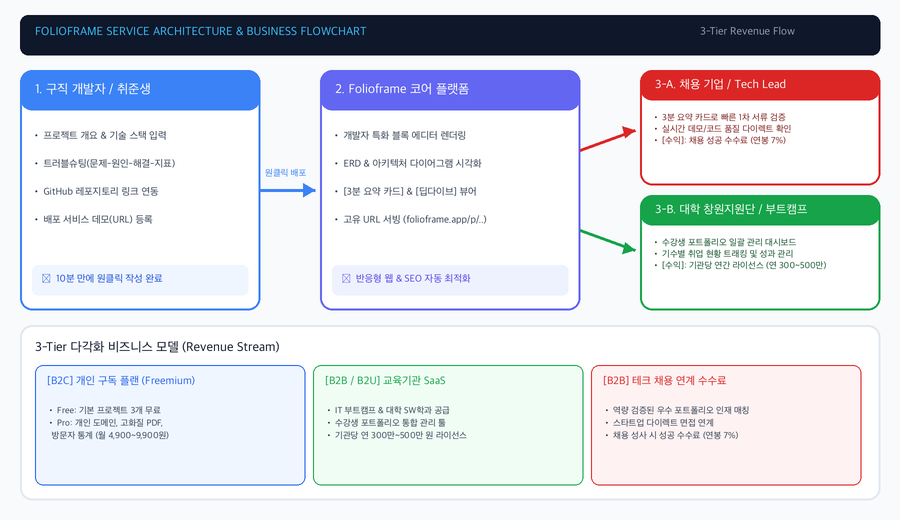 FOLIOFRAME SERVICE ARCHITECTURE & BUSINESS FLOWCHART
3-Tier Revenue Flow
1. 구직 개발자 / 취준생
• 프로젝트 개요 & 기술 스택 입력
• 트러블슈팅(문제-원인-해결-지표)
• GitHub 레포지토리 링크 연동
• 배포 서비스 데모(URL) 등록
10분 만에 원클릭 작성 완료
원클릭 배포
2. Folioframe 코어 플랫폼
• 개발자 특화 블록 에디터 렌더링
• ERD & 아키텍처 다이어그램 시각화
• [3분 요약 카드] & [딥다이브] 뷰어
• 고유 URL 서빙 (folioframe.app/p/..)
반응형 웹 & SEO 자동 최적화
3-A. 채용 기업 / Tech Lead
• 3분 요약 카드로 빠른 1차 서류 검증
• 실시간 데모/코드 품질 다이렉트 확인
• [수익]: 채용 성공 수수료 (연봉 7%)
3-B. 대학 창원지원단 / 부트캠프
• 수강생 포트폴리오 일괄 관리 대시보드
• 기수별 취업 현황 트래킹 및 성과 관리
• [수익]: 기관당 연간 라이선스 (연 300~500만)
3-Tier 다각화 비즈니스 모델 (Revenue Stream)
[B2C] 개인 구독 플랜 (Freemium)
• Free: 기본 프로젝트 3개 무료
• Pro: 개인 도메인, 고화질 PDF,
방문자 통계 (월 4,900~9,900원)
[B2B / B2U] 교육기관 SaaS
• IT 부트캠프 & 대학 SW학과 공급
• 수강생 포트폴리오 통합 관리 툴
• 기관당 연 300만~500만 원 라이선스
[B2B] 테크 채용 연계 수수료
• 역량 검증된 우수 포트폴리오 인재 매칭
• 스타트업 다이렉트 면접 연계
• 채용 성사 시 성공 수수료 (연봉 7%)